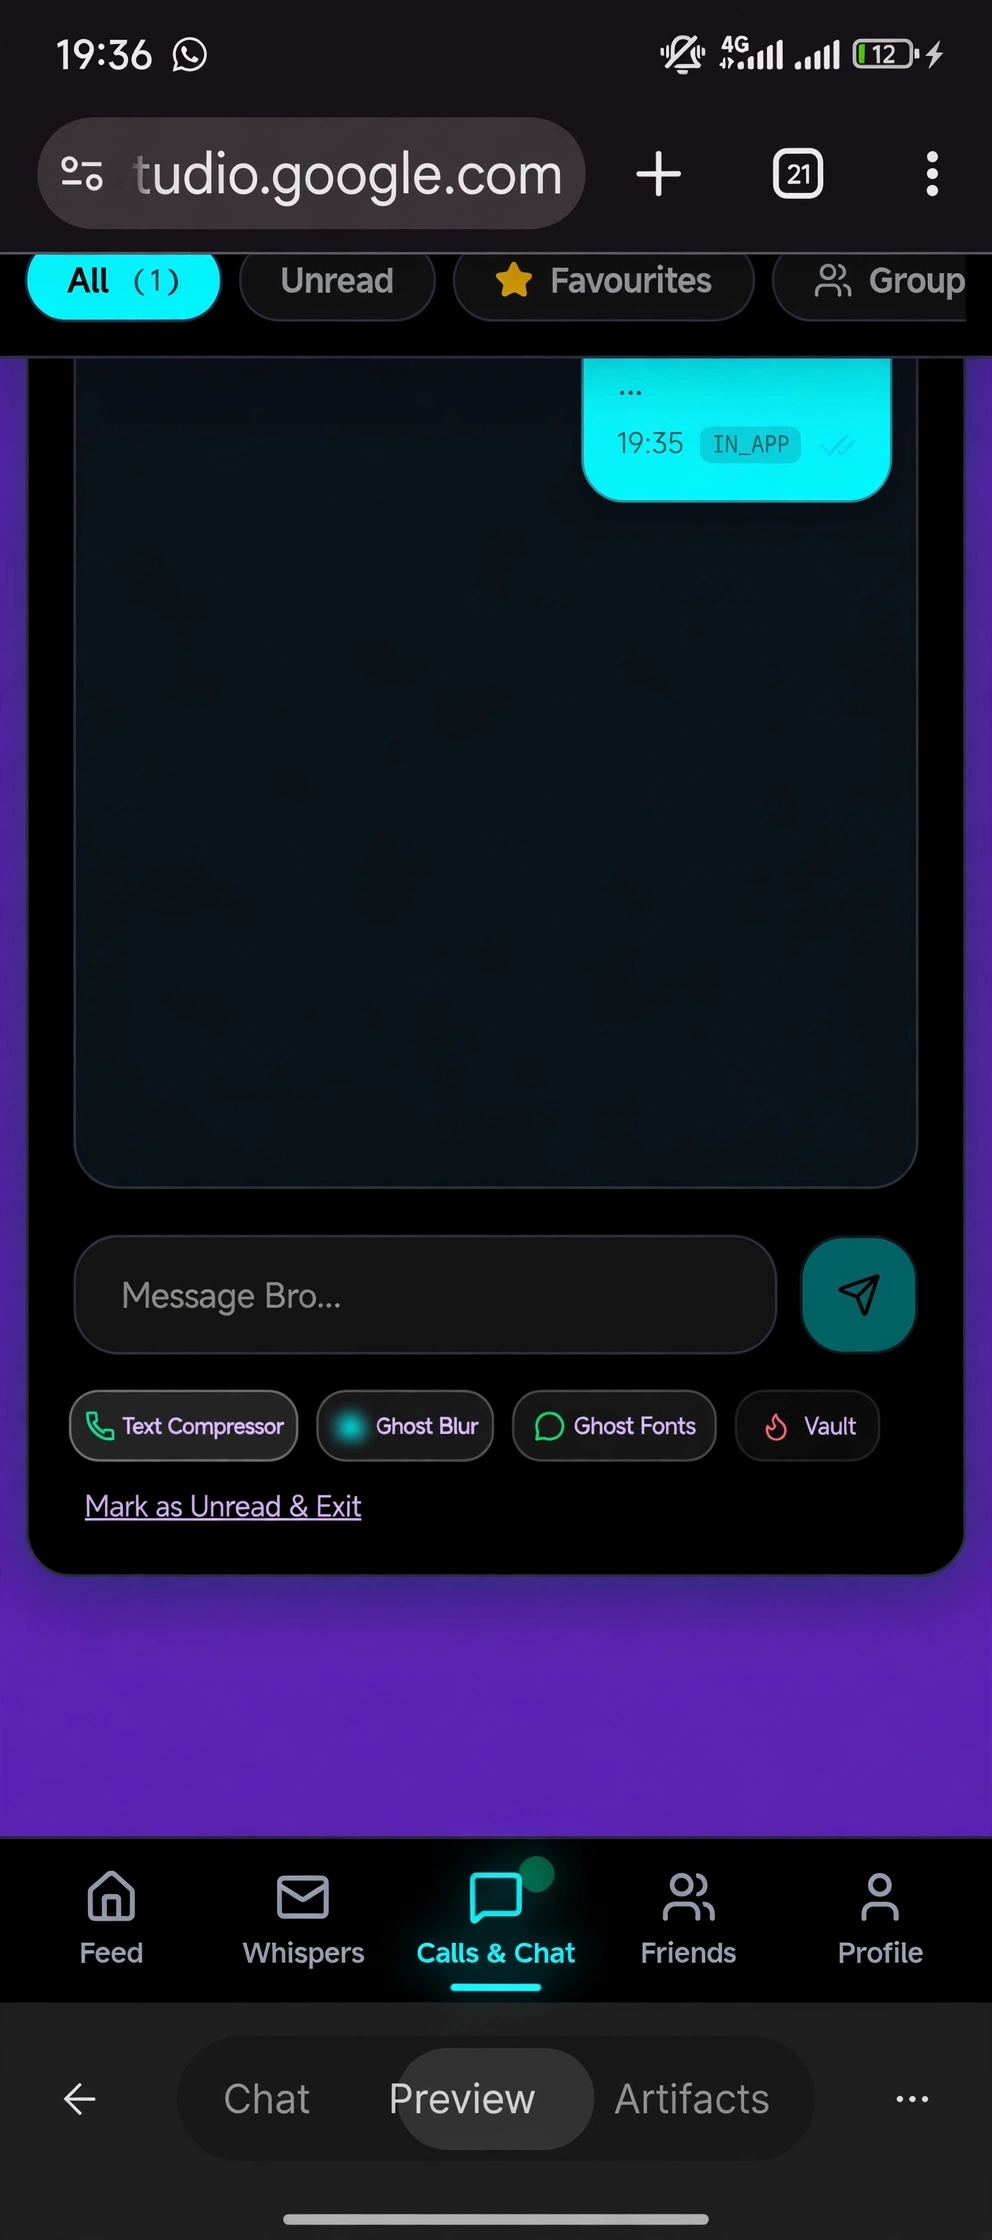 19:36 4G 12
tudio.google.com 21
All (1) Unread Favourites Group
...
19:35 IN_APP
Message Bro...
Text Compressor Ghost Blur Ghost Fonts Vault
Mark as Unread & Exit
Feed Whispers Calls & Chat Friends Profile
Chat Preview Artifacts